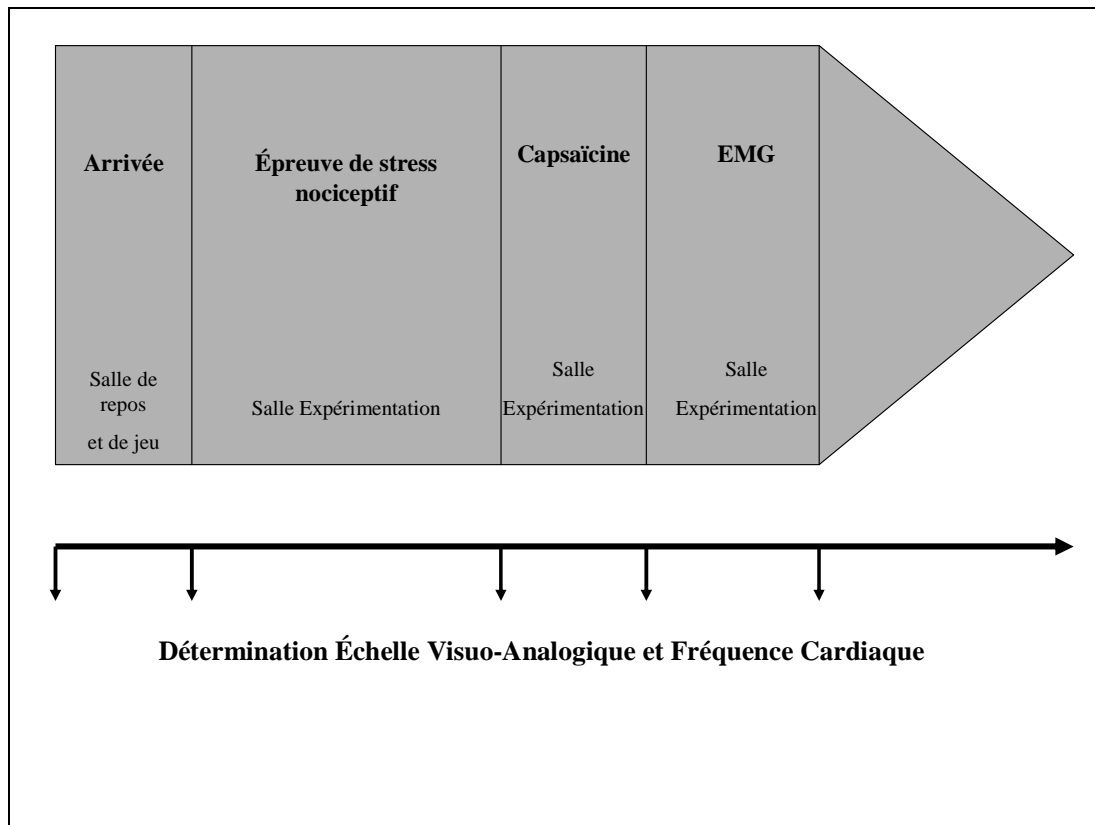 Arrivée
Épreuve de stress
nociceptif
Capsaïcine
EMG
Salle de
repos
et de jeu
Salle Expérimentation
Salle
Expérimentation
Salle
Expérimentation
Détermination Échelle Visuo-Analogique et Fréquence Cardiaque